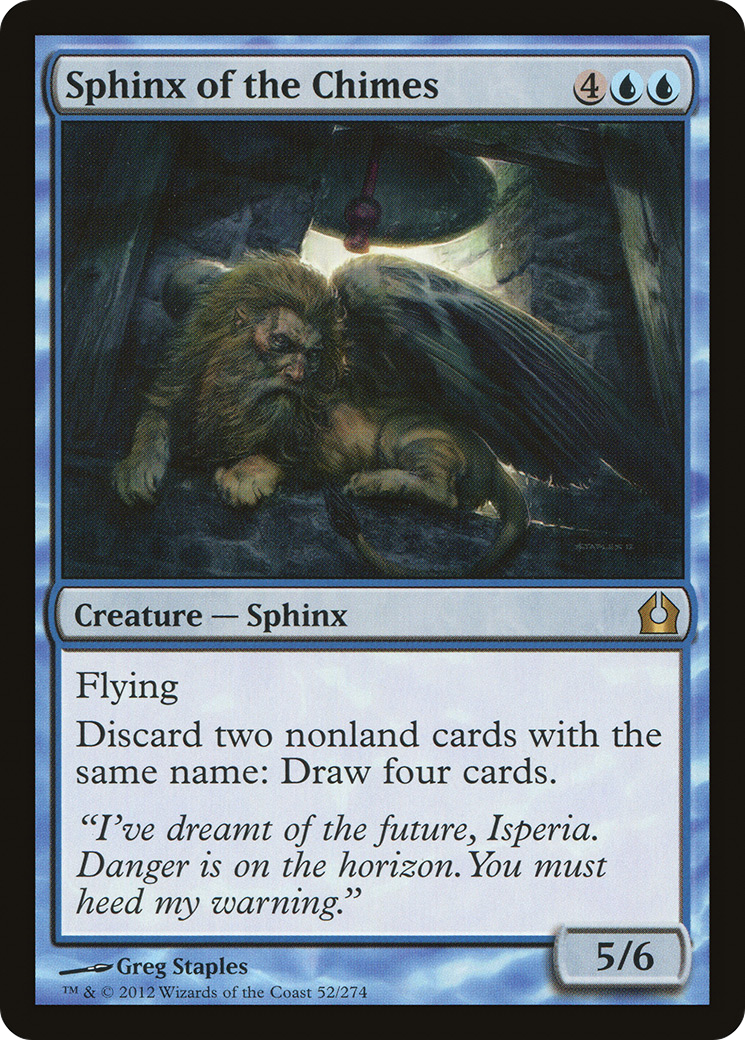 Sphinx of the Chimes
4
STAPLES 12
Creature — Sphinx
Flying
Discard two nonland cards with the
same name: Draw four cards.
“I’ve dreamt of the future, Isperia.
Danger is on the horizon. You must
heed my warning.”
5/6
Greg Staples
™ & © 2012 Wizards of the Coast 52/274